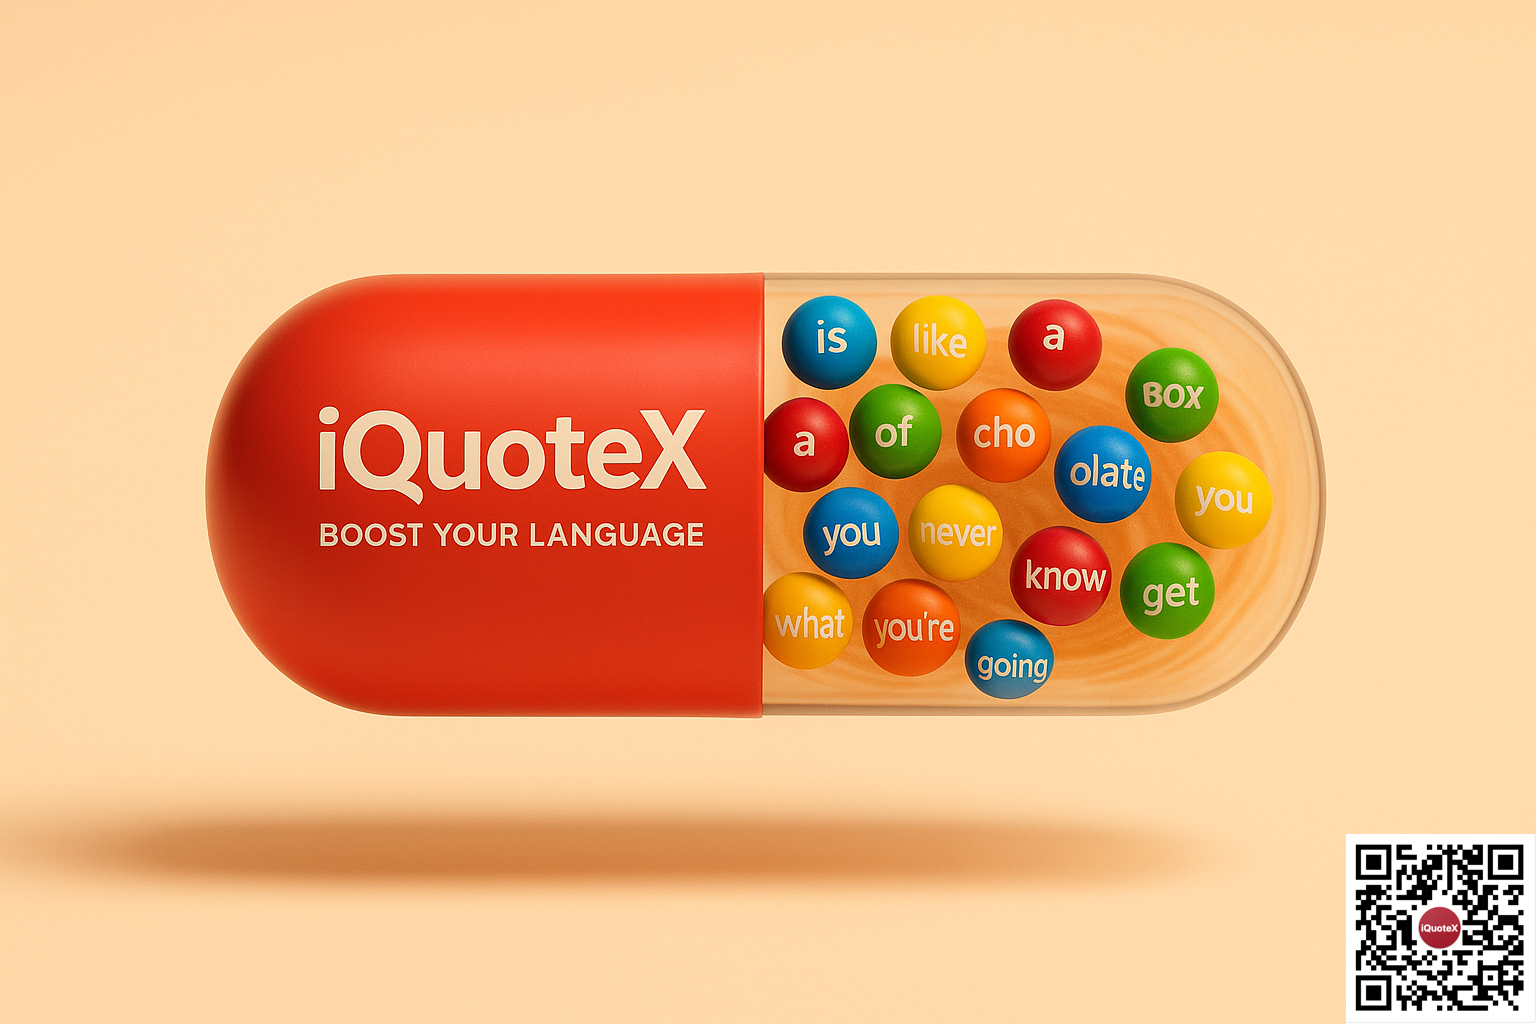 iQuoteX
BOOST YOUR LANGUAGE
is like a
BOX
a of cho
olate
you
you never
know
get
what you're
going
iQuoteX